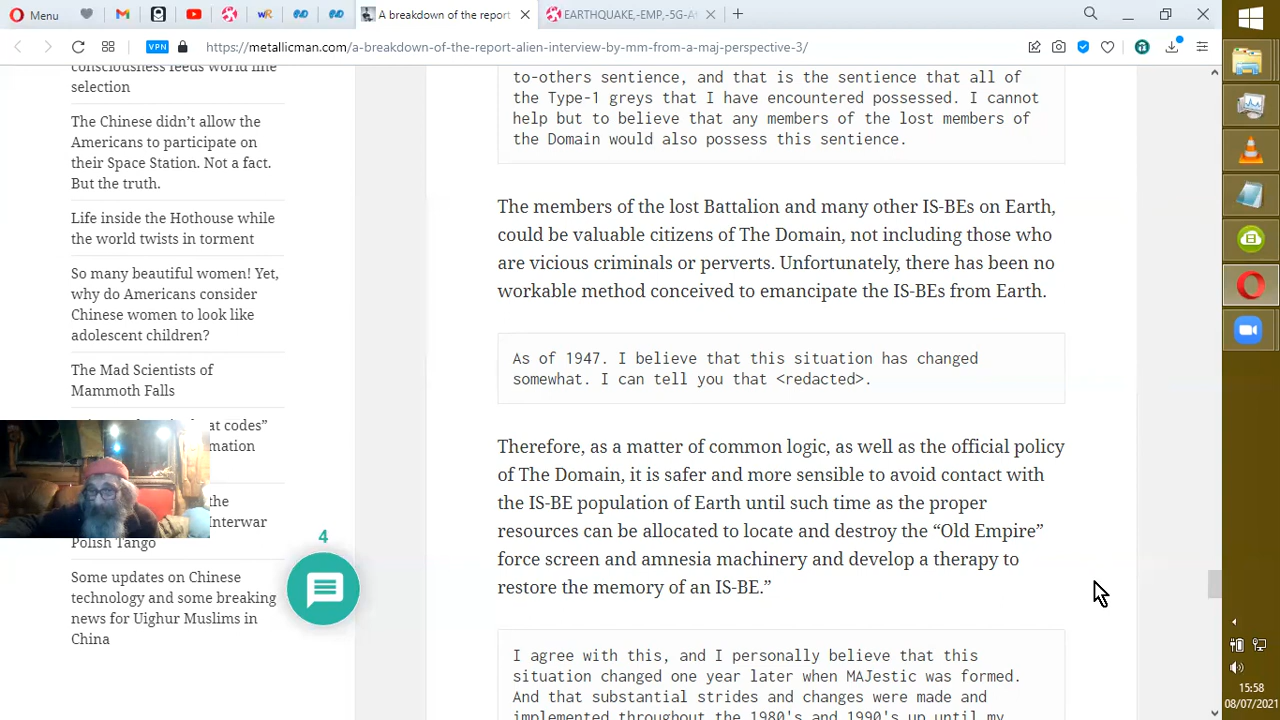 Menu
A breakdown of the report
EARTHQUAKE,-EMP,-5G-A
VPN
https://metallicman.com/a-breakdown-of-the-report-alien-interview-by-mm-from-a-maj-perspective-3/
consciousness feeds world line
selection
The Chinese didn’t allow the
Americans to participate on
their Space Station. Not a fact.
But the truth.
Life inside the Hothouse while
the world twists in torment
So many beautiful women! Yet,
why do Americans consider
Chinese women to look like
adolescent children?
The Mad Scientists of
Mammoth Falls
at codes”
mation
the
Interwar
Polish Tango
Some updates on Chinese
technology and some breaking
news for Uighur Muslims in
China
4
to-others sentience, and that is the sentience that all of
the Type-1 greys that I have encountered possessed. I cannot
help but to believe that any members of the lost members of
the Domain would also possess this sentience.
The members of the lost Battalion and many other IS-BEs on Earth,
could be valuable citizens of The Domain, not including those who
are vicious criminals or perverts. Unfortunately, there has been no
workable method conceived to emancipate the IS-BEs from Earth.
As of 1947. I believe that this situation has changed
somewhat. I can tell you that <redacted>.
Therefore, as a matter of common logic, as well as the official policy
of The Domain, it is safer and more sensible to avoid contact with
the IS-BE population of Earth until such time as the proper
resources can be allocated to locate and destroy the “Old Empire”
force screen and amnesia machinery and develop a therapy to
restore the memory of an IS-BE.”
I agree with this, and I personally believe that this
situation changed one year later when MAJestic was formed.
And that substantial strides and changes were made and
implemented throughout the 1980's and 1990's up until my
15:58
08/07/2021